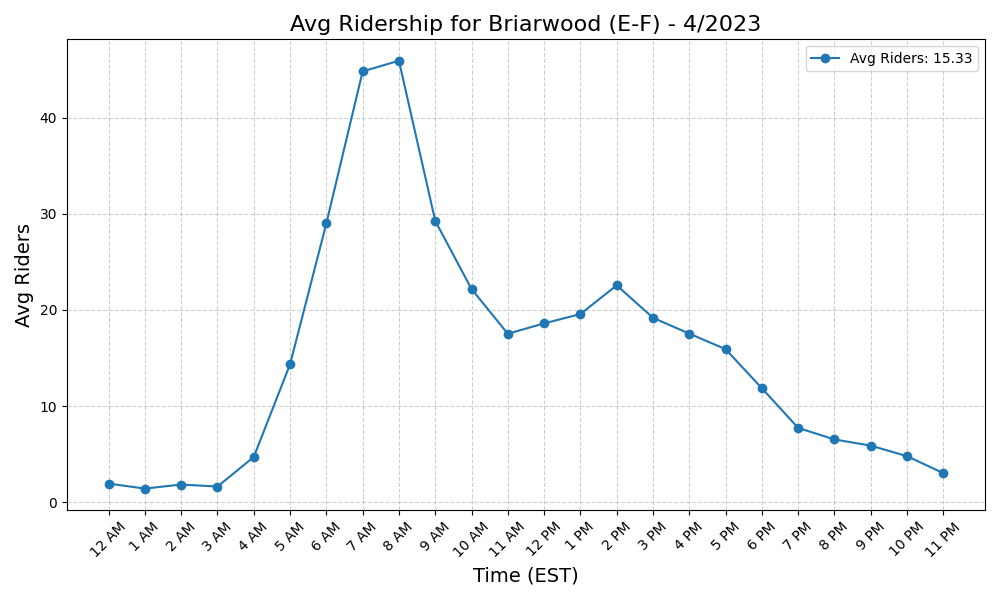 Avg Ridership for Briarwood (E-F) - 4/2023
Avg Riders: 15.33
Avg Riders
40
30
20
10
0
12 AM
1 AM
2 AM
3 AM
4 AM
5 AM
6 AM
7 AM
8 AM
9 AM
10 AM
11 AM
12 PM
1 PM
2 PM
3 PM
4 PM
5 PM
6 PM
7 PM
8 PM
9 PM
10 PM
11 PM
Time (EST)